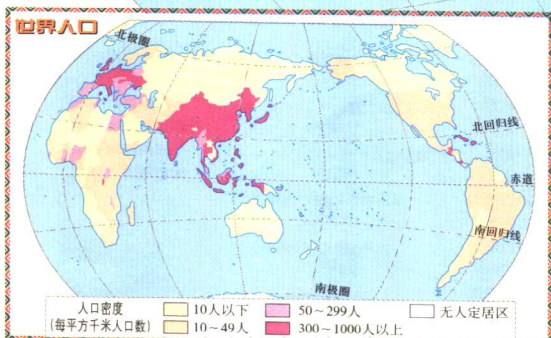 世界人口
北极圈
北回归线
赤道
南回归线
南极圈
人口密度
(每平方千米人口数)
10人以下
10～49人
50～299人
300～1000人以上
无人定居区